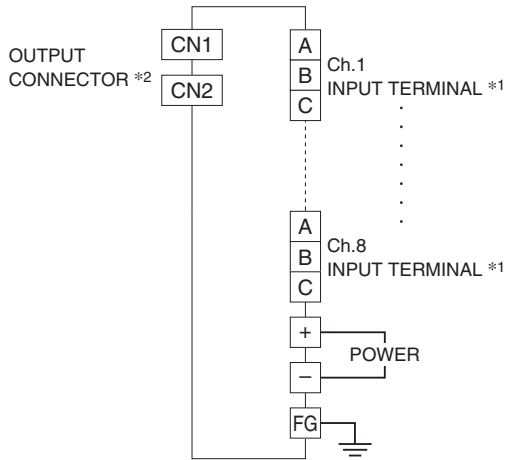 OUTPUT
CONNECTOR *2
CN1
CN2
A
B
C
Ch.1
INPUT TERMINAL *1
A
B
C
Ch.8
INPUT TERMINAL *1
+
POWER
−
FG